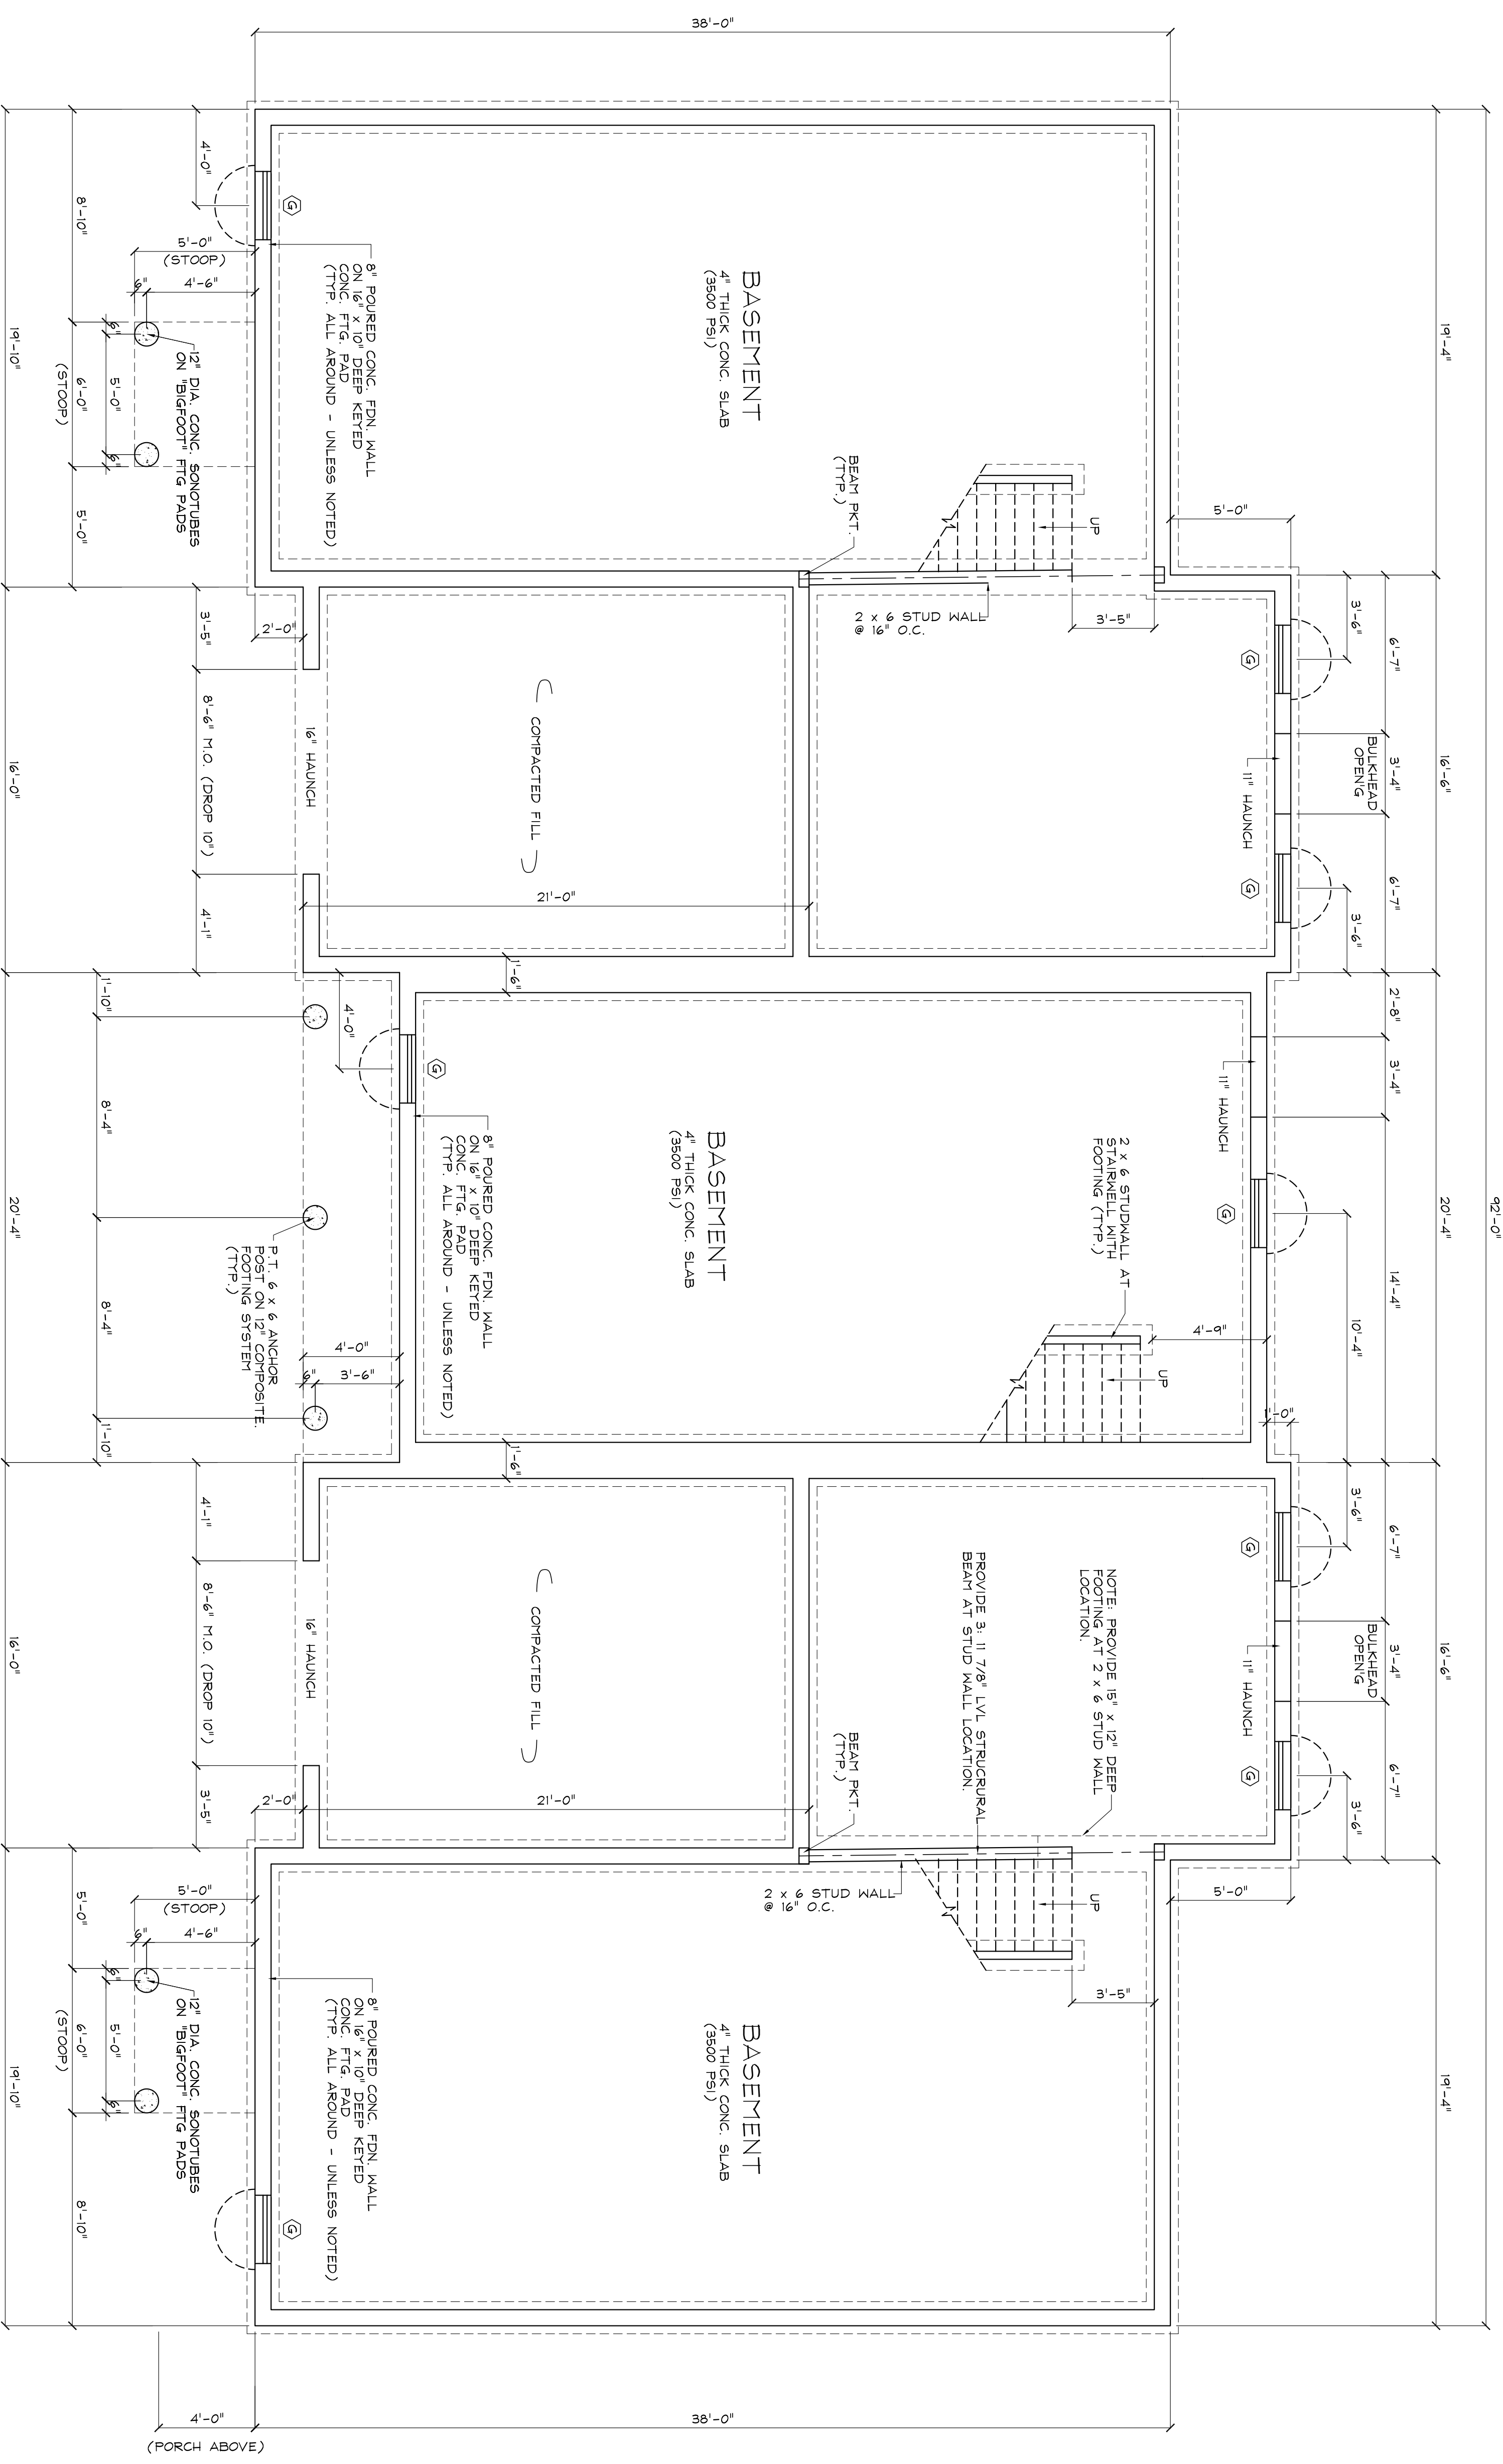 38'-0"
92'-0"
19'-4"
16'-6"
20'-4"
16'-6"
19'-4"
5'-0"
6'-7"
3'-4"
6'-7"
2'-8"
3'-4"
14'-4"
6'-7"
3'-4"
6'-7"
BULKHEAD
OPEN'G
BULKHEAD
OPEN'G
3'-6"
3'-6"
10'-4"
3'-6"
3'-6"
1'-0"
5'-0"
G
G
11" HAUNCH
11" HAUNCH
G
G
G
11" HAUNCH
BASEMENT
4" THICK CONC. SLAB
(3500 PSI)
UP
BEAM PKT.
(TYP.)
2 x 6 STUD WALL
@ 16" O.C.
3'-5"
8" POURED CONC. FDN. WALL
ON 16" x 10" DEEP KEYED
CONC. FTG. PAD
(TYP. ALL AROUND - UNLESS NOTED)
G
COMPACTED FILL
21'-0"
16" HAUNCH
2'-0"
1'-6"
BASEMENT
4" THICK CONC. SLAB
(3500 PSI)
2 x 6 STUDWALL AT
STAIRWELL WITH
FOOTING (TYP.)
4'-9"
UP
8" POURED CONC. FDN. WALL
ON 16" x 10" DEEP KEYED
CONC. FTG. PAD
(TYP. ALL AROUND - UNLESS NOTED)
G
4'-0"
P.T. 6 x 6 ANCHOR
POST ON 12" COMPOSITE.
FOOTING SYSTEM
(TYP.)
4'-0"
6"
3'-6"
1'-6"
NOTE: PROVIDE 15" x 12" DEEP
FOOTING AT 2 x 6 STUD WALL
LOCATION.
PROVIDE 3: 11 7/8" LVL STRUCRURAL
BEAM AT STUD WALL LOCATION.
BEAM PKT.
(TYP.)
COMPACTED FILL
16" HAUNCH
2'-0"
21'-0"
2 x 6 STUD WALL
@ 16" O.C.
UP
3'-5"
BASEMENT
4" THICK CONC. SLAB
(3500 PSI)
8" POURED CONC. FDN. WALL
ON 16" x 10" DEEP KEYED
CONC. FTG. PAD
(TYP. ALL AROUND - UNLESS NOTED)
G
4'-0"
5'-0"
(STOOP)
6"
4'-6"
12" DIA. CONC. SONOTUBES
ON "BIGFOOT" FTG PADS
3'-5"
8'-6" M.O. (DROP 10")
4'-1"
4'-1"
8'-6" M.O. (DROP 10")
3'-5"
5'-0"
(STOOP)
6"
4'-6"
12" DIA. CONC. SONOTUBES
ON "BIGFOOT" FTG PADS
6"
5'-0"
6"
1'-10"
8'-4"
8'-4"
1'-10"
6"
5'-0"
6"
8'-10"
6'-0"
(STOOP)
5'-0"
5'-0"
6'-0"
(STOOP)
8'-10"
19'-10"
16'-0"
20'-4"
16'-0"
19'-10"
4'-0"
(PORCH ABOVE)
38'-0"